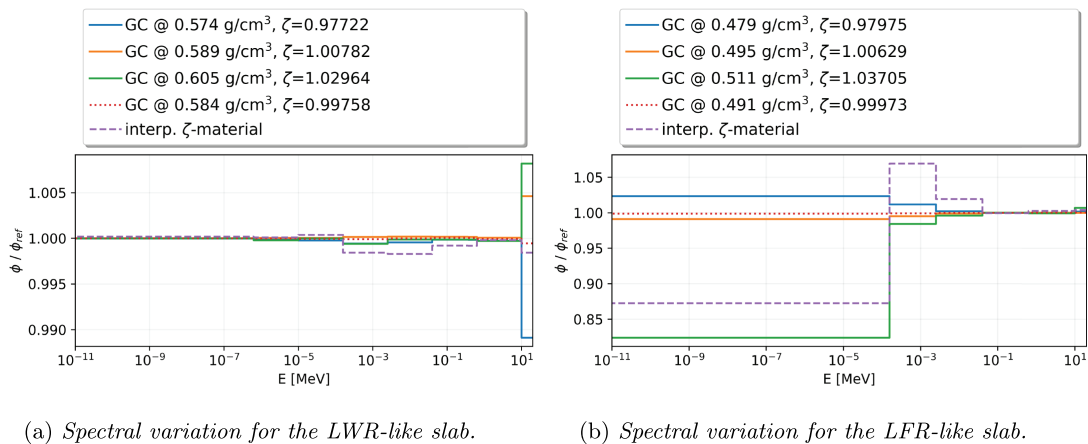 GC @ 0.574 g/cm³, ζ=0.97722
GC @ 0.589 g/cm³, ζ=1.00782
GC @ 0.605 g/cm³, ζ=1.02964
GC @ 0.584 g/cm³, ζ=0.99758
interp. ζ-material
1.005
1.000
0.995
0.990
ϕ / ϕref
10⁻¹¹ 10⁻⁹ 10⁻⁷ 10⁻⁵ 10⁻³ 10⁻¹ 10¹
E [MeV]
(a) Spectral variation for the LWR-like slab.
GC @ 0.479 g/cm³, ζ=0.97975
GC @ 0.495 g/cm³, ζ=1.00629
GC @ 0.511 g/cm³, ζ=1.03705
GC @ 0.491 g/cm³, ζ=0.99973
interp. ζ-material
1.05
1.00
0.95
0.90
0.85
ϕ / ϕref
10⁻¹¹ 10⁻⁹ 10⁻⁷ 10⁻⁵ 10⁻³ 10⁻¹ 10¹
E [MeV]
(b) Spectral variation for the LFR-like slab.